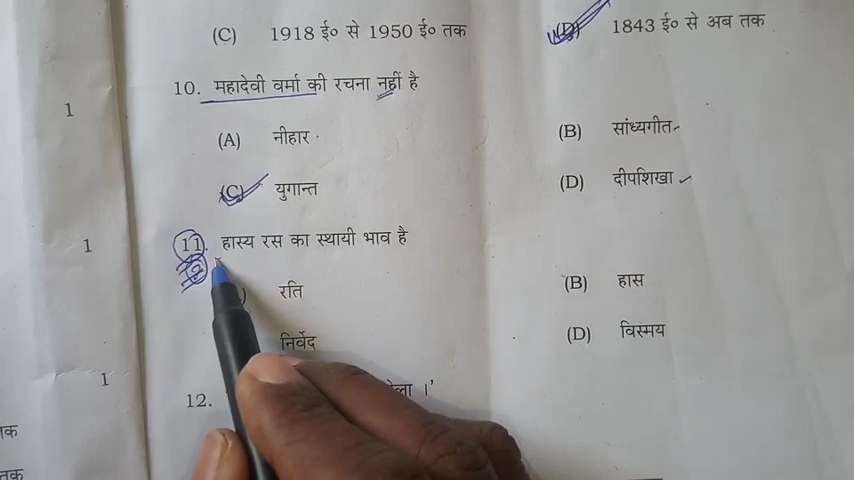 (C) 1918 ई० से 1950 ई० तक (D) 1843 ई० से अब तक
1 10. महादेवी वर्मा की रचना नहीं है
(A) नीहार (B) सांध्यगीत
(C) युगान्त (D) दीपशिखा
1 11. हास्य रस का स्थायी भाव है
रति (B) हास
निर्वेद (D) विस्मय
1 12.
तक
तक